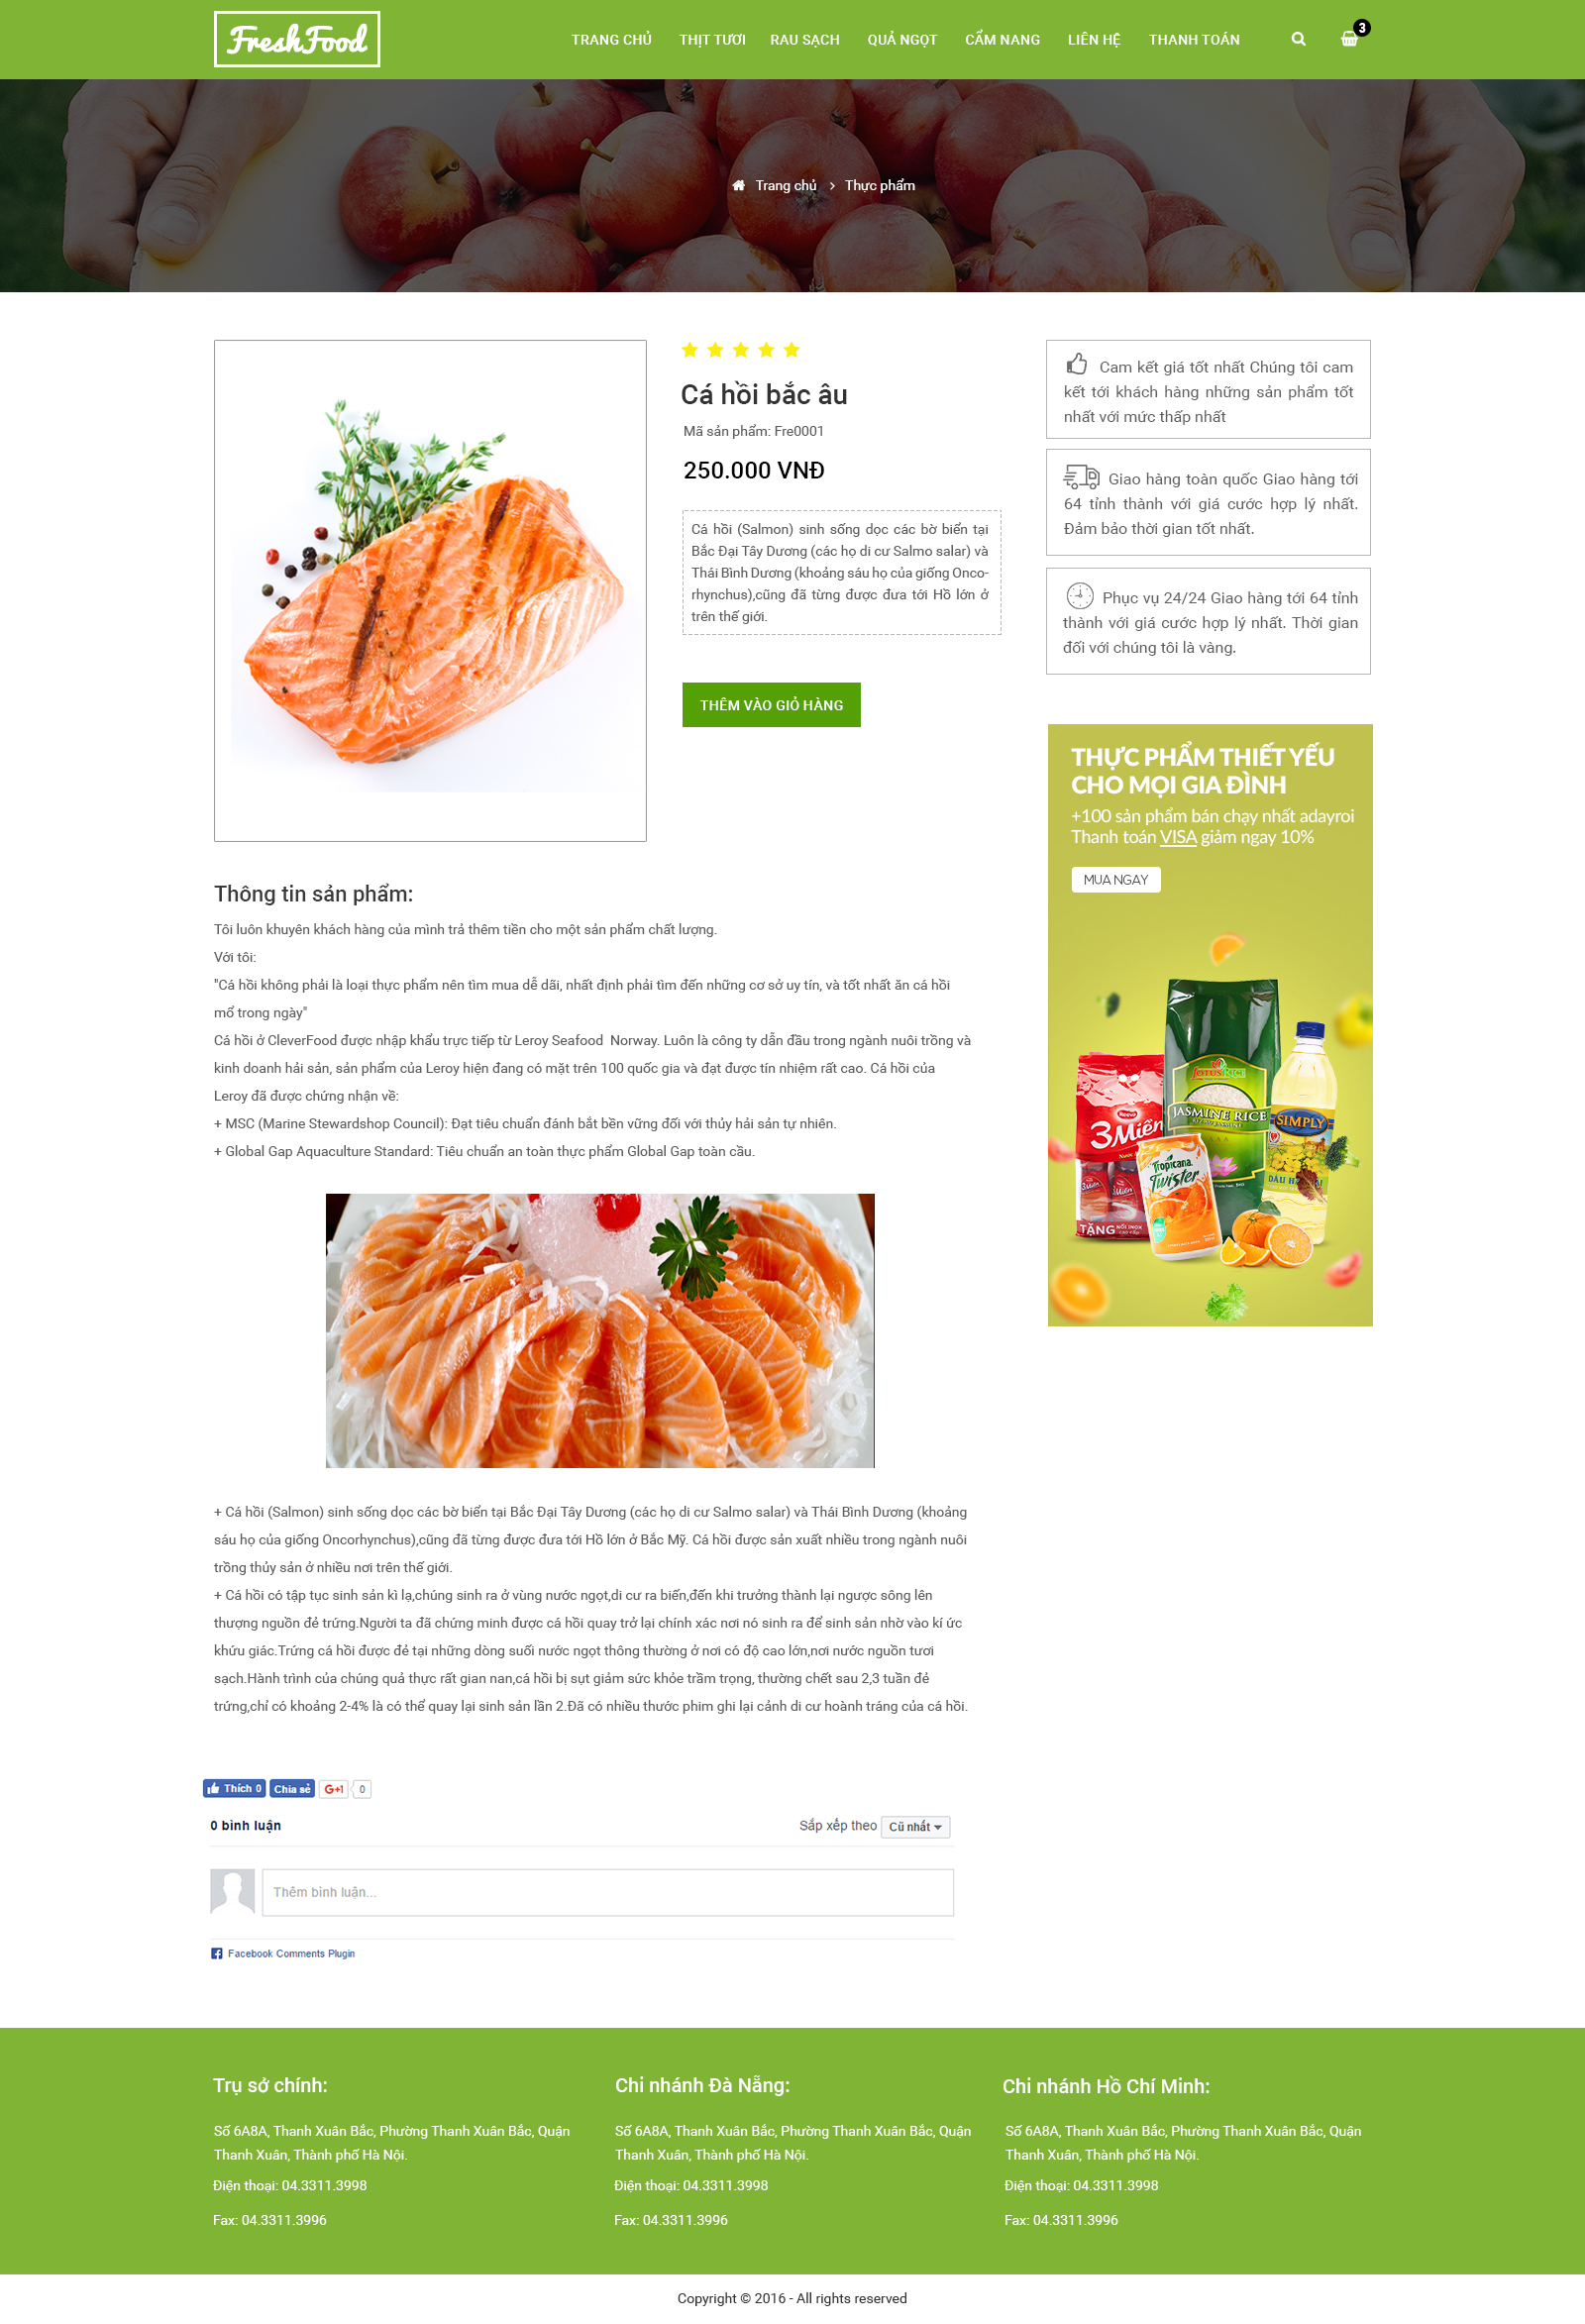 FreshFood
TRANG CHỦ THỊT TƯƠI RAU SẠCH QUẢ NGỌT CẨM NANG LIÊN HỆ THANH TOÁN 3
Trang chủ > Thực phẩm
Cá hồi bắc âu
Mã sản phẩm: Fre0001
250.000 VNĐ
Cá hồi (Salmon) sinh sống dọc các bờ biển tại
Bắc Đại Tây Dương (các họ di cư Salmo salar) và
Thái Bình Dương (khoảng sáu họ của giống Onco-
rhynchus),cũng đã từng được đưa tới Hồ lớn ở
trên thế giới.
THÊM VÀO GIỎ HÀNG
Cam kết giá tốt nhất Chúng tôi cam
kết tới khách hàng những sản phẩm tốt
nhất với mức thấp nhất
Giao hàng toàn quốc Giao hàng tới
64 tỉnh thành với giá cước hợp lý nhất.
Đảm bảo thời gian tốt nhất.
Phục vụ 24/24 Giao hàng tới 64 tỉnh
thành với giá cước hợp lý nhất. Thời gian
đối với chúng tôi là vàng.
THỰC PHẨM THIẾT YẾU
CHO MỌI GIA ĐÌNH
+100 sản phẩm bán chạy nhất adayroi
Thanh toán VISA giảm ngay 10%
MUA NGAY
LOTUS RICE
JASMINE RICE
SIMPLY
3 Miền
Tropicana
Twister
3 Miền
TẶNG
Thông tin sản phẩm:
Tôi luôn khuyên khách hàng của mình trả thêm tiền cho một sản phẩm chất lượng.
Với tôi:
"Cá hồi không phải là loại thực phẩm nên tìm mua dễ dãi, nhất định phải tìm đến những cơ sở uy tín, và tốt nhất ăn cá hồi
mổ trong ngày"
Cá hồi ở CleverFood được nhập khẩu trực tiếp từ Leroy Seafood Norway. Luôn là công ty dẫn đầu trong ngành nuôi trồng và
kinh doanh hải sản, sản phẩm của Leroy hiện đang có mặt trên 100 quốc gia và đạt được tín nhiệm rất cao. Cá hồi của
Leroy đã được chứng nhận về:
+ MSC (Marine Stewardshop Council): Đạt tiêu chuẩn đánh bắt bền vững đối với thủy hải sản tự nhiên.
+ Global Gap Aquaculture Standard: Tiêu chuẩn an toàn thực phẩm Global Gap toàn cầu.
+ Cá hồi (Salmon) sinh sống dọc các bờ biển tại Bắc Đại Tây Dương (các họ di cư Salmo salar) và Thái Bình Dương (khoảng
sáu họ của giống Oncorhynchus),cũng đã từng được đưa tới Hồ lớn ở Bắc Mỹ. Cá hồi được sản xuất nhiều trong ngành nuôi
trồng thủy sản ở nhiều nơi trên thế giới.
+ Cá hồi có tập tục sinh sản kì lạ,chúng sinh ra ở vùng nước ngọt,di cư ra biến,đến khi trưởng thành lại ngược sông lên
thượng nguồn đẻ trứng.Người ta đã chứng minh được cá hồi quay trở lại chính xác nơi nó sinh ra để sinh sản nhờ vào kí ức
khứu giác.Trứng cá hồi được đẻ tại những dòng suối nước ngọt thông thường ở nơi có độ cao lớn,nơi nước nguồn tươi
sạch.Hành trình của chúng quả thực rất gian nan,cá hồi bị sụt giảm sức khỏe trầm trọng, thường chết sau 2,3 tuần đẻ
trứng,chỉ có khoảng 2-4% là có thể quay lại sinh sản lần 2.Đã có nhiều thước phim ghi lại cảnh di cư hoành tráng của cá hồi.
Thích 0 Chia sẻ G+1 0
0 bình luận Sắp xếp theo Cũ nhất
Thêm bình luận...
Facebook Comments Plugin
Trụ sở chính:
Số 6A8A, Thanh Xuân Bắc, Phường Thanh Xuân Bắc, Quận
Thanh Xuân, Thành phố Hà Nội.
Điện thoại: 04.3311.3998
Fax: 04.3311.3996
Chi nhánh Đà Nẵng:
Số 6A8A, Thanh Xuân Bắc, Phường Thanh Xuân Bắc, Quận
Thanh Xuân, Thành phố Hà Nội.
Điện thoại: 04.3311.3998
Fax: 04.3311.3996
Chi nhánh Hồ Chí Minh:
Số 6A8A, Thanh Xuân Bắc, Phường Thanh Xuân Bắc, Quận
Thanh Xuân, Thành phố Hà Nội.
Điện thoại: 04.3311.3998
Fax: 04.3311.3996
Copyright © 2016 - All rights reserved